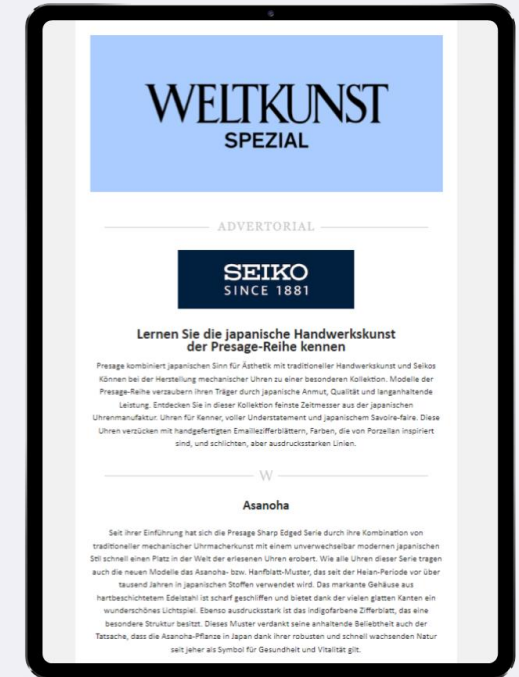 WELTKUNST
SPEZIAL
ADVERTORIAL
SEIKO
SINCE 1881
Lernen Sie die japanische Handwerkskunst
der Presage-Reihe kennen
Presage kombiniert japanischen Sinn für Ästhetik mit traditioneller Handwerkskunst und Seikos
Können bei der Herstellung mechanischer Uhren zu einer besonderen Kollektion. Modelle der
Presage-Reihe verzaubern ihren Träger durch japanische Anmut, Qualität und langanhaltende
Leistung. Entdecken Sie in dieser Kollektion feinste Zeitmesser aus der japanischen
Uhrenmanufaktur. Uhren für Kenner, voller Understatement und japanischem Savoire-faire. Diese
Uhren verzücken mit handgefertigten Emaillezifferblättern, Farben, die von Porzellan inspiriert
sind, und schlichten, aber ausdrucksstarken Linien.
W
Asanoha
Seit ihrer Einführung hat sich die Presage Sharp Edged Serie durch ihre Kombination von
traditioneller mechanischer Uhrmacherkunst mit einem unverwechselbar modernen japanischen
Stil schnell einen Platz in der Welt der erlesenen Uhren erobert. Wie alle Uhren dieser Serie tragen
auch die neuen Modelle das Asanoha- bzw. Hanfblatt-Muster, das seit der Heian-Periode vor über
tausend Jahren in japanischen Stoffen verwendet wird. Das markante Gehäuse aus
hartbeschichtetem Edelstahl ist scharf geschliffen und bietet dank der vielen glatten Kanten ein
wunderschönes Lichtspiel. Ebenso ausdrucksstark ist das indigofarbene Zifferblatt, das eine
besondere Struktur besitzt. Dieses Muster verdankt seine anhaltende Beliebtheit auch der
Tatsache, dass die Asanoha-Pflanze in Japan dank ihrer robusten und schnell wachsenden Natur
seit jeher als Symbol für Gesundheit und Vitalität gilt.